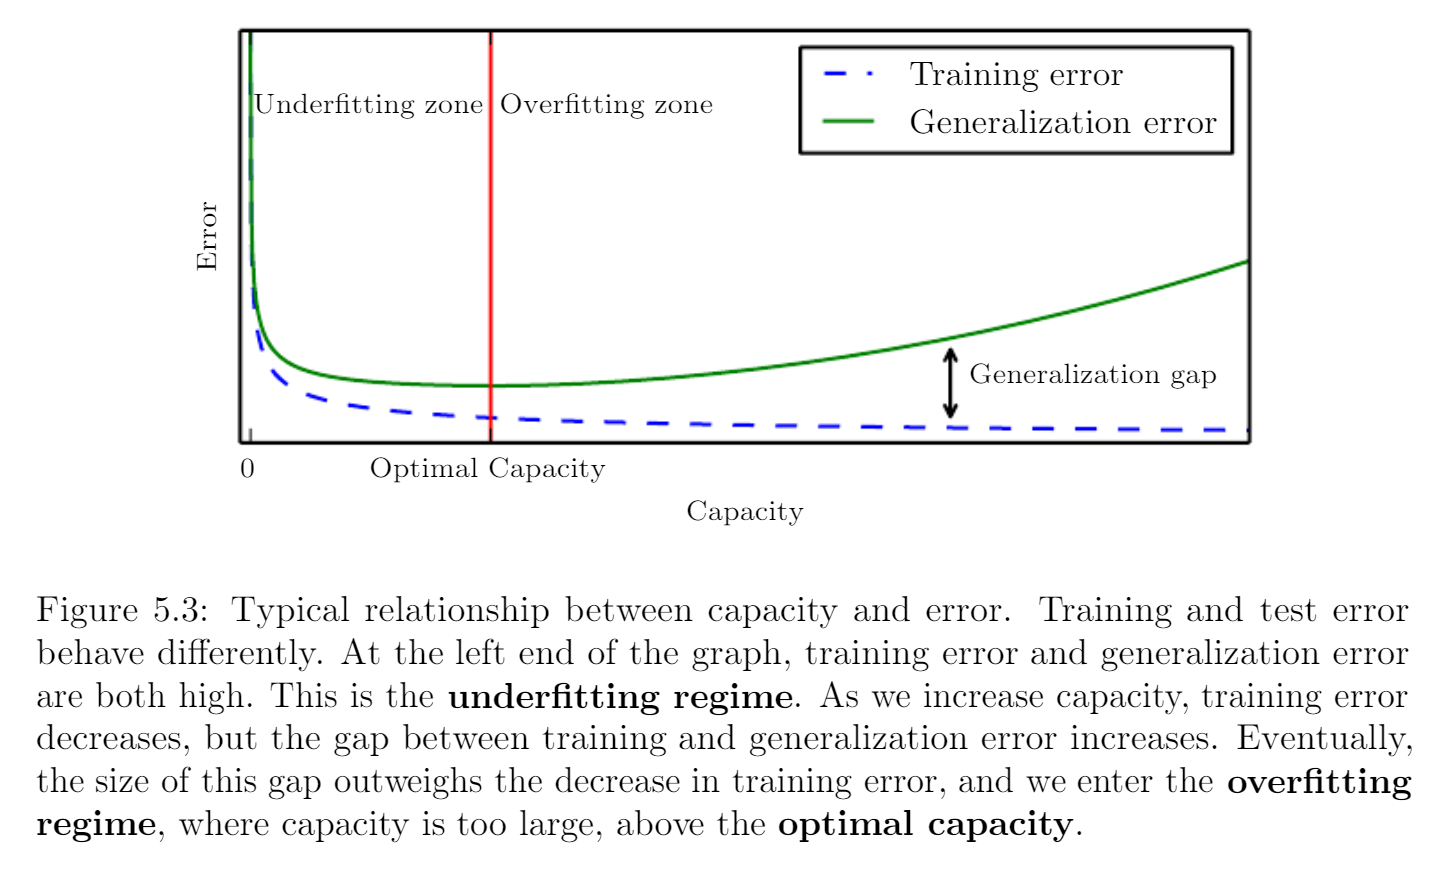 Underfitting zone
Overfitting zone
Training error
Generalization error
Error
Generalization gap
0
Optimal Capacity
Capacity
Figure 5.3: Typical relationship between capacity and error. Training and test error
behave differently. At the left end of the graph, training error and generalization error
are both high. This is the underfitting regime. As we increase capacity, training error
decreases, but the gap between training and generalization error increases. Eventually,
the size of this gap outweighs the decrease in training error, and we enter the overfitting
regime, where capacity is too large, above the optimal capacity.